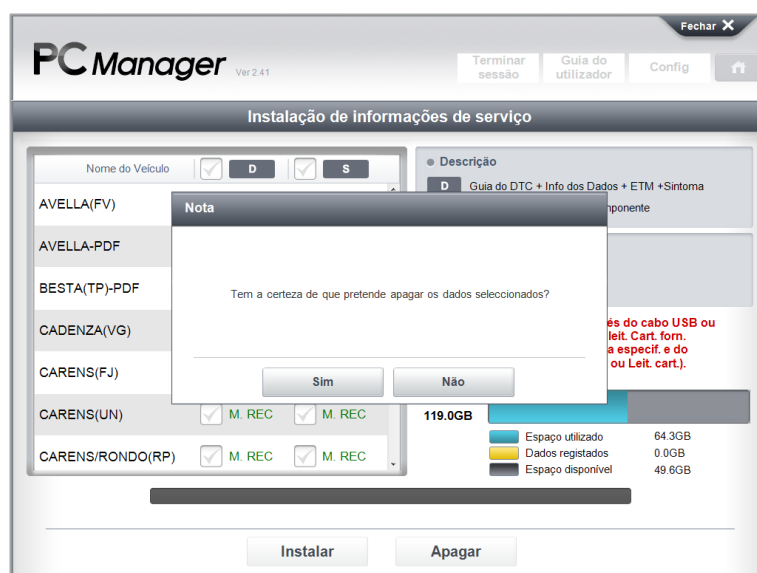 Fechar X
PC Manager Ver 2.41
Terminar sessão
Guia do utilizador
Config
Instalação de informações de serviço
Nome do Veículo D S
AVELLA(FV)
AVELLA-PDF
BESTA(TP)-PDF
CADENZA(VG)
CARENS(FJ)
CARENS(UN) M. REC M. REC
CARENS/RONDO(RP) M. REC M. REC
Descrição
D Guia do DTC + Info dos Dados + ETM +Sintoma
Nota
Tem a certeza de que pretende apagar os dados seleccionados?
Sim Não
do cabo USB ou
leit. Cart. forn.
a especif. e do
ou Leit. cart.).
119.0GB
Espaço utilizado 64.3GB
Dados registados 0.0GB
Espaço disponível 49.6GB
Instalar Apagar